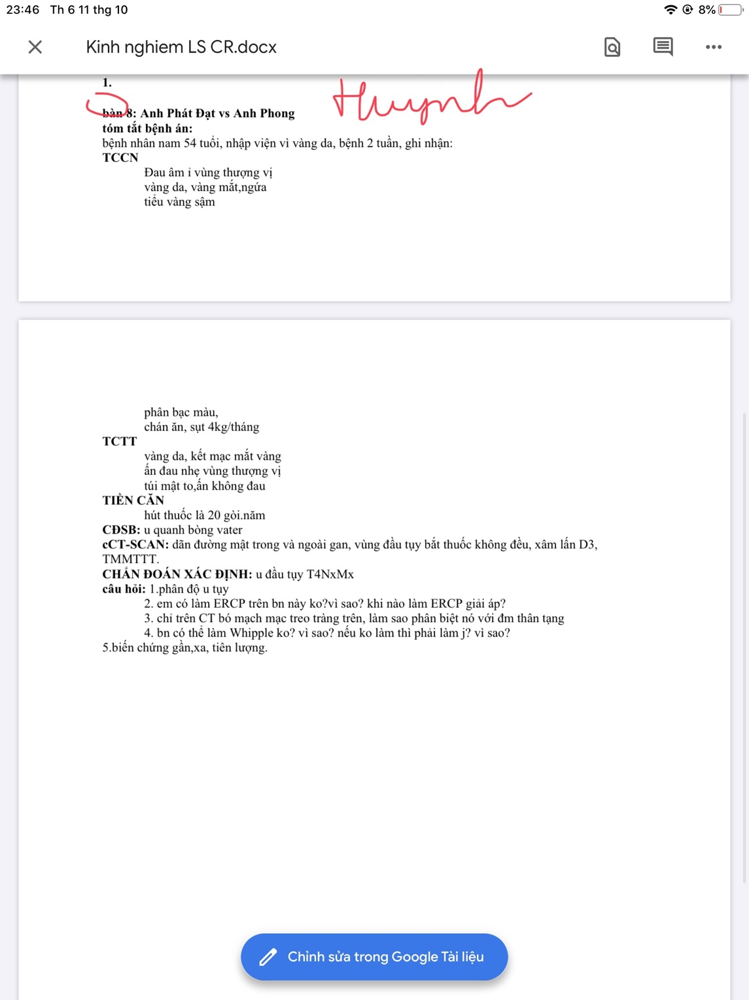 23:46 Th 6 11 thg 10
8%
Kinh nghiem LS CR.docx
1.
Huynh
bàn 8: Anh Phát Đạt vs Anh Phong
tóm tắt bệnh án:
bệnh nhân nam 54 tuổi, nhập viện vì vàng da, bệnh 2 tuần, ghi nhận:
TCCN
Đau âm ỉ vùng thượng vị
vàng da, vàng mắt,ngứa
tiểu vàng sậm
phân bạc màu,
chán ăn, sụt 4kg/tháng
TCTT
vàng da, kết mạc mắt vàng
ấn đau nhẹ vùng thượng vị
túi mật to,ấn không đau
TIỀN CĂN
hút thuốc lá 20 gòi.năm
CĐSB: u quanh bòng vater
cCT-SCAN: dãn đường mật trong và ngoài gan, vùng đầu tụy bắt thuốc không đều, xâm lấn D3,
TMMTTT.
CHẨN ĐOÁN XÁC ĐỊNH: u đầu tụy T4NxMx
câu hỏi: 1.phân độ u tụy
2. em có làm ERCP trên bn này ko?vì sao? khi nào làm ERCP giải áp?
3. chỉ trên CT bó mạch mạc treo tràng trên, làm sao phân biệt nó với đm thân tạng
4. bn có thể làm Whipple ko? vì sao? nếu ko làm thì phải làm j? vì sao?
5.biến chứng gần,xa, tiên lượng.
Chỉnh sửa trong Google Tài liệu